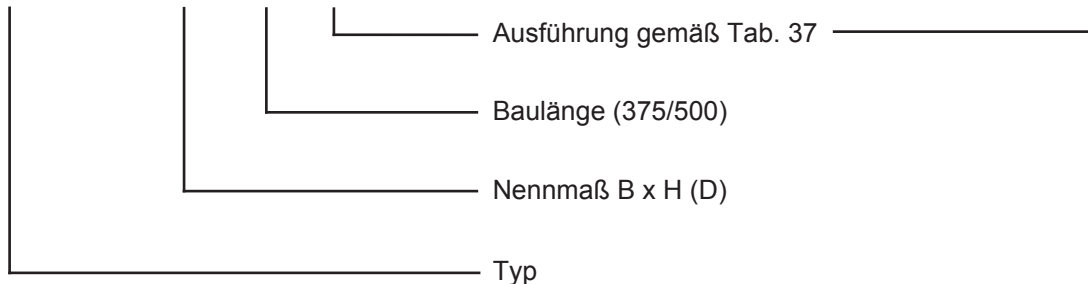 Ausführung gemäß Tab. 37
Baulänge (375/500)
Nennmaß B x H (D)
Typ